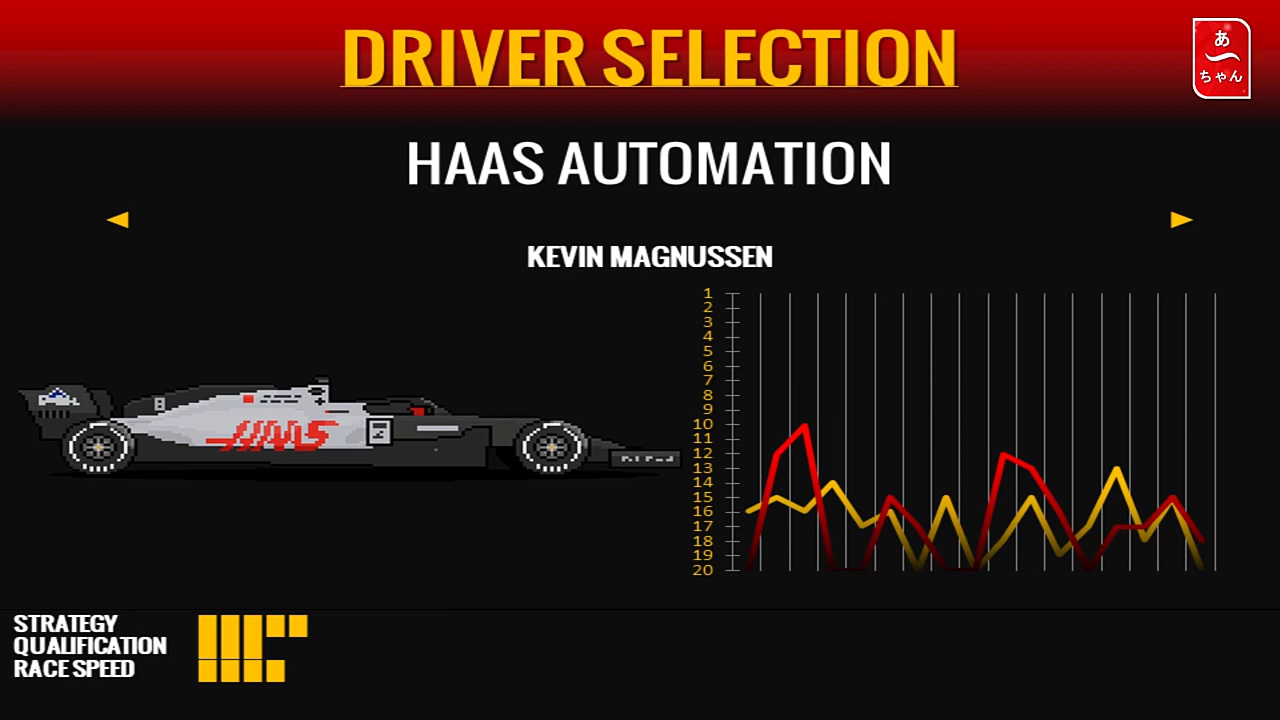 DRIVER SELECTION
あ
ー
ちゃん
HAAS AUTOMATION
KEVIN MAGNUSSEN
1
2
3
4
5
6
7
8
9
10
11
12
13
14
15
16
17
18
19
20
HAAS
STRATEGY
QUALIFICATION
RACE SPEED